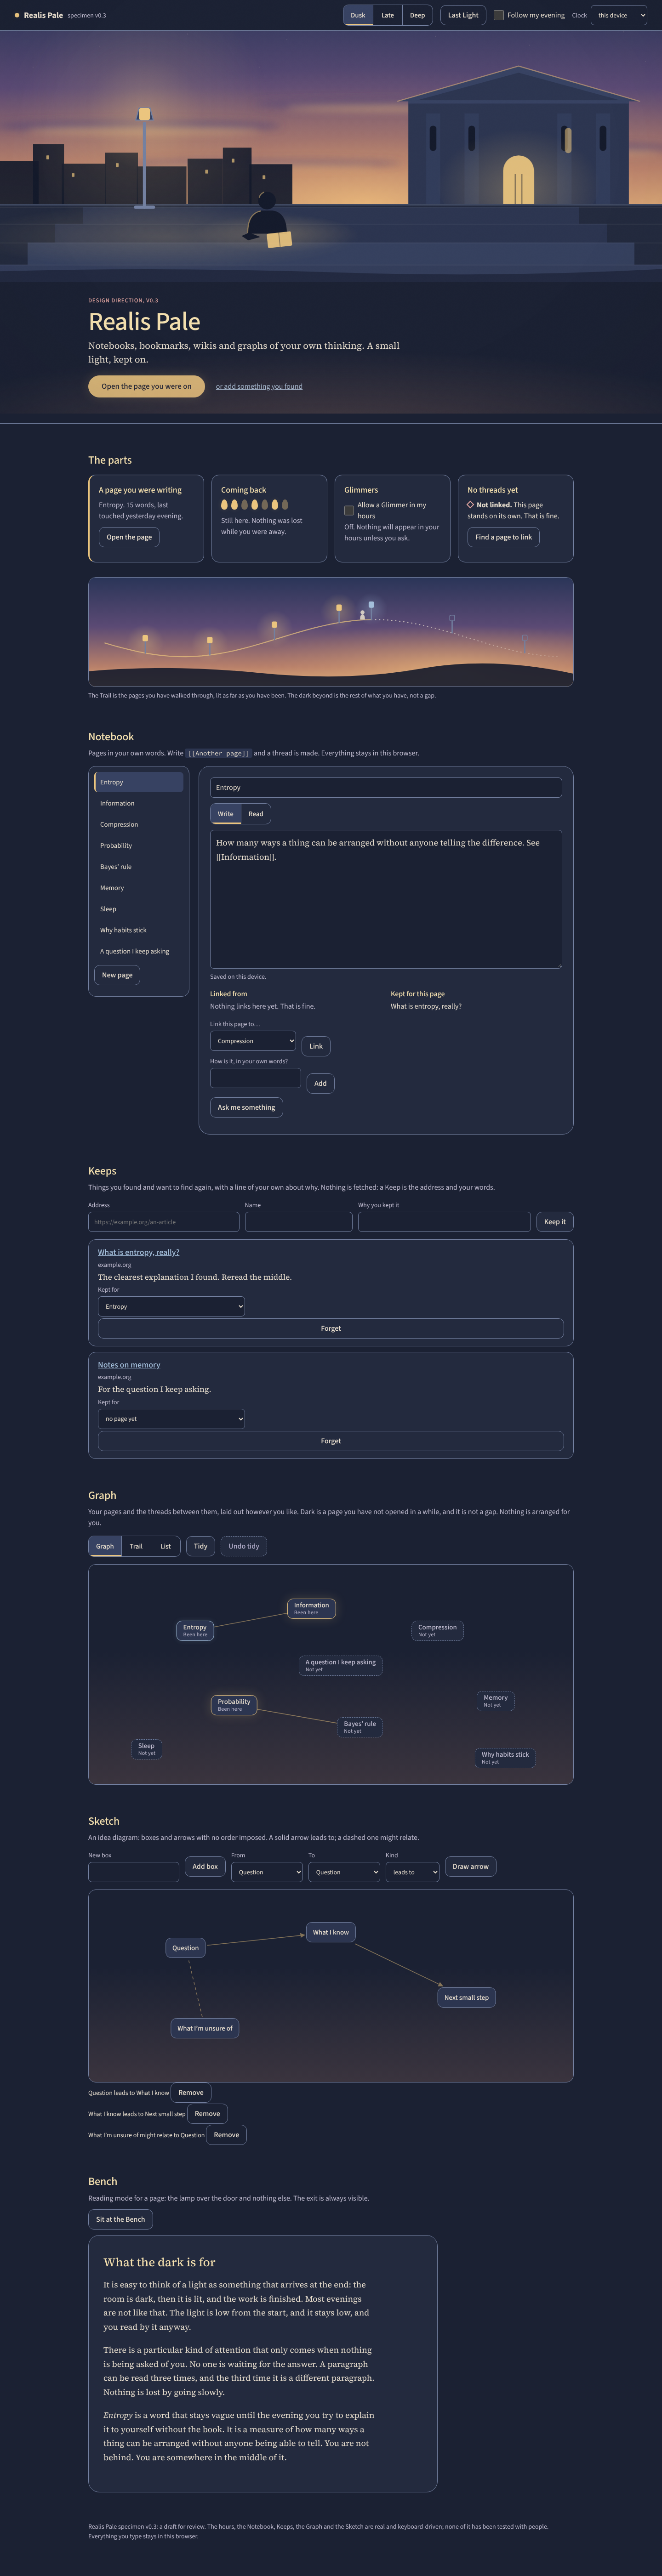 Realis Pale specimen v0.3
Dusk Late Deep Last Light Follow my evening Clock this device
DESIGN DIRECTION, V0.3
Realis Pale
Notebooks, bookmarks, wikis and graphs of your own thinking. A small
light, kept on.
Open the page you were on or add something you found
The parts
A page you were writing
Entropy. 15 words, last
touched yesterday evening.
Open the page
Coming back
Still here. Nothing was lost
while you were away.
Glimmers
Allow a Glimmer in my
hours
Off. Nothing will appear in your
hours unless you ask.
No threads yet
Not linked. This page
stands on its own. That is fine.
Find a page to link
The Trail is the pages you have walked through, lit as far as you have been. The dark beyond is the rest of what you have, not a gap.
Notebook
Pages in your own words. Write [[Another page]] and a thread is made. Everything stays in this browser.
Entropy
Information
Compression
Probability
Bayes' rule
Memory
Sleep
Why habits stick
A question I keep asking
New page
Entropy
Write Read
How many ways a thing can be arranged without anyone telling the difference. See
[[Information]].
Saved on this device.
Linked from
Nothing links here yet. That is fine.
Kept for this page
What is entropy, really?
Link this page to…
Compression Link
How is it, in your own words?
Add
Ask me something
Keeps
Things you found and want to find again, with a line of your own about why. Nothing is fetched: a Keep is the address and your words.
Address Name Why you kept it
https://example.org/an-article Keep it
What is entropy, really?
example.org
The clearest explanation I found. Reread the middle.
Kept for
Entropy
Forget
Notes on memory
example.org
For the question I keep asking.
Kept for
no page yet
Forget
Graph
Your pages and the threads between them, laid out however you like. Dark is a page you have not opened in a while, and it is not a gap. Nothing is arranged for
you.
Graph Trail List Tidy Undo tidy
Information
Been here
Entropy
Been here
Compression
Not yet
A question I keep asking
Not yet
Probability
Been here
Memory
Not yet
Bayes' rule
Not yet
Sleep
Not yet
Why habits stick
Not yet
Sketch
An idea diagram: boxes and arrows with no order imposed. A solid arrow leads to; a dashed one might relate.
New box From To Kind
Add box Question Question leads to Draw arrow
What I know
Question
Next small step
What I'm unsure of
Question leads to What I know Remove
What I know leads to Next small step Remove
What I'm unsure of might relate to Question Remove
Bench
Reading mode for a page: the lamp over the door and nothing else. The exit is always visible.
Sit at the Bench
What the dark is for
It is easy to think of a light as something that arrives at the end: the
room is dark, then it is lit, and the work is finished. Most evenings
are not like that. The light is low from the start, and it stays low, and
you read by it anyway.
There is a particular kind of attention that only comes when nothing
is being asked of you. No one is waiting for the answer. A paragraph
can be read three times, and the third time it is a different paragraph.
Nothing is lost by going slowly.
Entropy is a word that stays vague until the evening you try to explain
it to yourself without the book. It is a measure of how many ways a
thing can be arranged without anyone being able to tell. You are not
behind. You are somewhere in the middle of it.
Realis Pale specimen v0.3: a draft for review. The hours, the Notebook, Keeps, the Graph and the Sketch are real and keyboard-driven; none of it has been tested with people.
Everything you type stays in this browser.